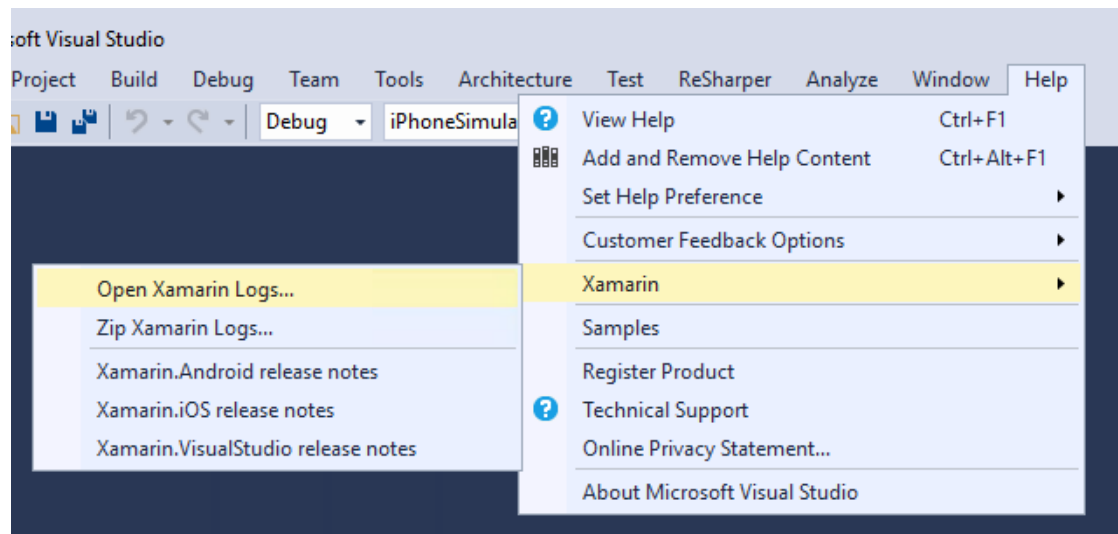 soft Visual Studio
Project Build Debug Team Tools Architecture Test ReSharper Analyze Window Help
Debug iPhoneSimula
View Help Ctrl+F1
Add and Remove Help Content Ctrl+Alt+F1
Set Help Preference
Customer Feedback Options
Xamarin
Samples
Register Product
Technical Support
Online Privacy Statement...
About Microsoft Visual Studio
Open Xamarin Logs...
Zip Xamarin Logs...
Xamarin.Android release notes
Xamarin.iOS release notes
Xamarin.VisualStudio release notes